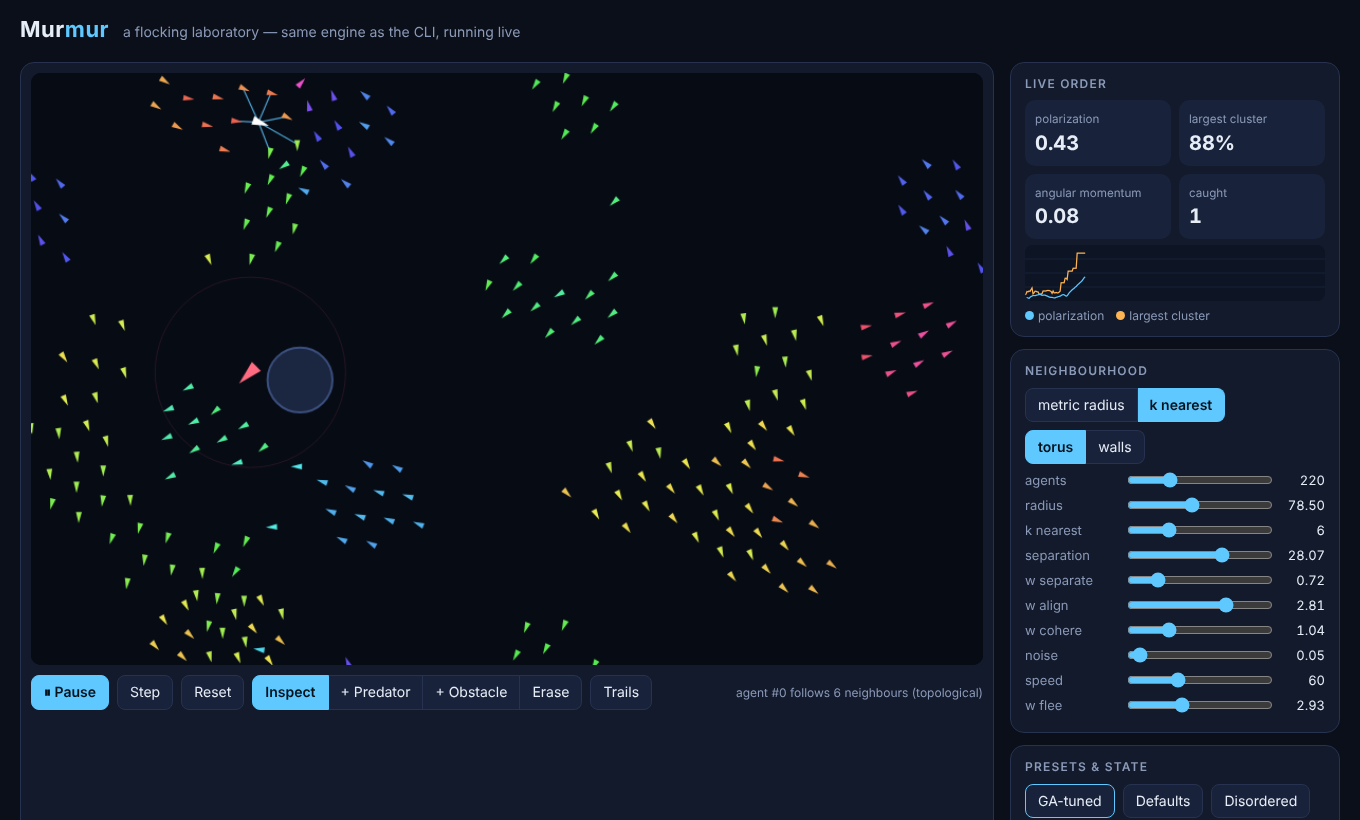 Murmur a flocking laboratory — same engine as the CLI, running live
LIVE ORDER
polarization
0.43
largest cluster
88%
angular momentum
0.08
caught
1
polarization largest cluster
NEIGHBOURHOOD
metric radius k nearest
torus walls
agents 220
radius 78.50
k nearest 6
separation 28.07
w separate 0.72
w align 2.81
w cohere 1.04
noise 0.05
speed 60
w flee 2.93
Pause Step Reset Inspect + Predator + Obstacle Erase Trails agent #0 follows 6 neighbours (topological)
PRESETS & STATE
GA-tuned Defaults Disordered